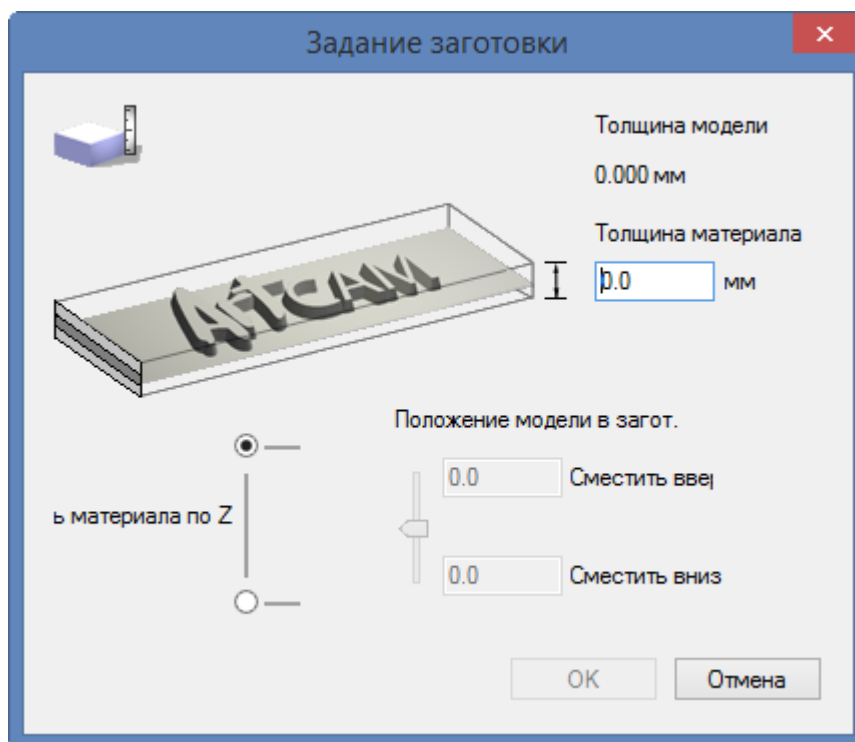 Задание заготовки
Толщина модели
0.000 мм
Толщина материала
0.0 мм
ArtCAM
Положение модели в загот.
0.0 Сместить ввер
ь материала по Z
0.0 Сместить вниз
OK Отмена